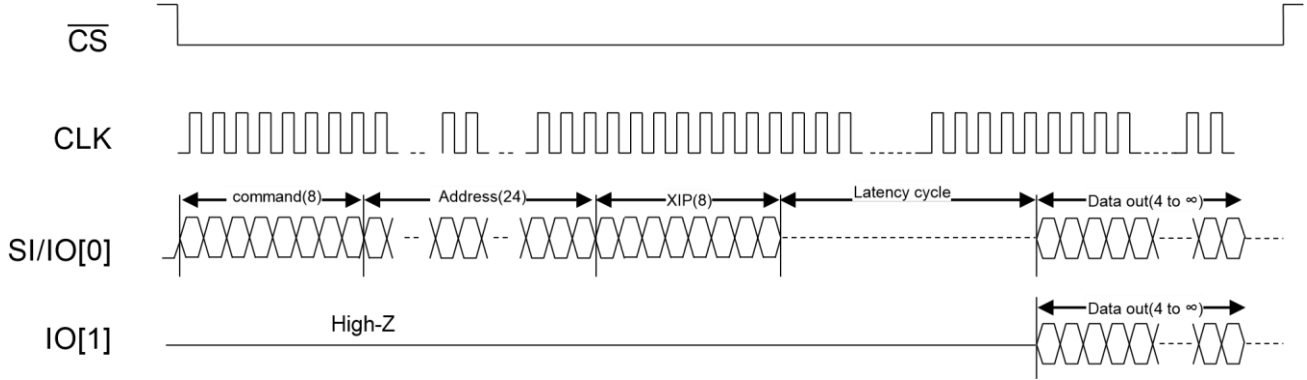 CS
CLK
command(8) Address(24) XIP(8) Latency cycle Data out(4 to ∞)
SI/IO[0]
Data out(4 to ∞)
High-Z
IO[1]